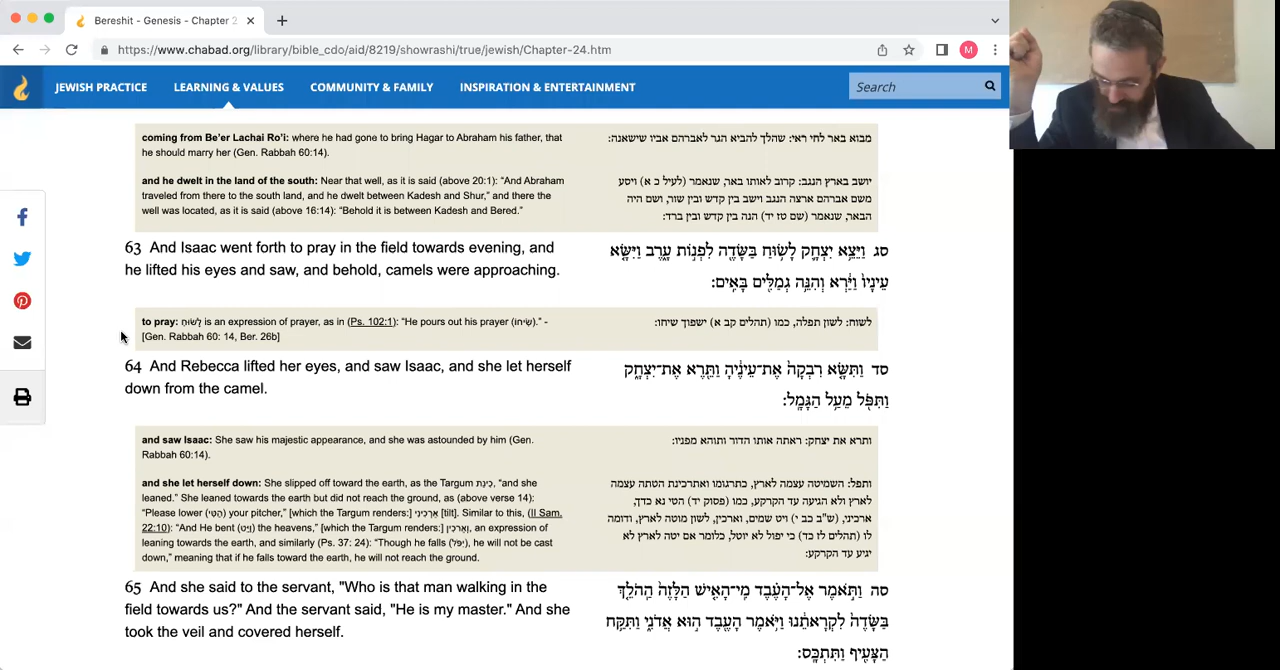 Bereshit - Genesis - Chapter 2
https://www.chabad.org/library/bible_cdo/aid/8219/showrashi/true/jewish/Chapter-24.htm
M
JEWISH PRACTICE
LEARNING & VALUES
COMMUNITY & FAMILY
INSPIRATION & ENTERTAINMENT
Search
coming from Be'er Lachai Ro'i: where he had gone to bring Hagar to Abraham his father, that
he should marry her (Gen. Rabbah 60:14).
מבוא באר לחי ראי: שהלך להביא הגר לאברהם אביו שישאנה:
and he dwelt in the land of the south: Near that well, as it is said (above 20:1): “And Abraham
traveled from there to the south land, and he dwelt between Kadesh and Shur,” and there the
well was located, as it is said (above 16:14): “Behold it is between Kadesh and Bered.”
יושב בארץ הנגב: קרוב לאותו באר, שנאמר (לעיל כ א) ויסע
משם אברהם ארצה הנגב וישב בין קדש ובין שור, ושם היה
הבאר, שנאמר (שם טז יד) הנה בין קדש ובין ברד:
63 And Isaac went forth to pray in the field towards evening, and
he lifted his eyes and saw, and behold, camels were approaching.
סג וַיֵּצֵ֥א יִצְחָ֛ק לָשׂ֥וּחַ בַּשָּׂדֶ֖ה לִפְנ֣וֹת עָ֑רֶב וַיִּשָּׂ֤א
עֵינָיו֙ וַיַּ֔רְא וְהִנֵּ֥ה גְמַלִּ֖ים בָּאִֽים:
to pray: לָשׂוּחַ is an expression of prayer, as in (Ps. 102:1): “He pours out his prayer (שִׂיחוֹ).” -
[Gen. Rabbah 60: 14, Ber. 26b]
לשוח: לשון תפלה, כמו (תהלים קב א) ישפוך שיחו:
64 And Rebecca lifted her eyes, and saw Isaac, and she let herself
down from the camel.
סד וַתִּשָּׂ֤א רִבְקָה֙ אֶת־עֵינֶ֔יהָ וַתֵּ֖רֶא אֶת־יִצְחָ֑ק
וַתִּפֹּ֖ל מֵעַ֥ל הַגָּמָֽל:
and saw Isaac: She saw his majestic appearance, and she was astounded by him (Gen.
Rabbah 60:14).
ותרא את יצחק: ראתה אותו הדור ותוהא מפניו:
and she let herself down: She slipped off toward the earth, as the Targum renders
leaned.” She leaned towards the earth but did not reach the ground, as (above verse 14):
“Please lower (הַטִּי) your pitcher,” [which the Targum renders:] אַרְכִינִי [tilt]. Similar to this, (II Sam.
22:10): “And He bent (וַיֵּט) the heavens,” [which the Targum renders:] וְאַרְכִין, an expression of
leaning towards the earth, and similarly (Ps. 37: 24): “Though he falls (יִפֹּל), he will not be cast
down,” meaning that if he falls toward the earth, he will not reach the ground.
ותפל: השמיטה עצמה לארץ, כתרגומו ואתרכינת הטתה עצמה
לארץ ולא הגיעה עד הקרקע, כמו (פסוק יד) הטי נא כדך,
ארכיני, (ש"ב כב י) ויט שמים, וארכין, לשון מוטה לארץ, ודומה
לו (תהלים לז כד) כי יפול לא יוטל, כלומר אם יטה לארץ לא
יגיע עד הקרקע:
65 And she said to the servant, "Who is that man walking in the
field towards us?" And the servant said, "He is my master." And she
took the veil and covered herself.
סה וַתֹּ֣אמֶר אֶל־הָעֶ֗בֶד מִֽי־הָאִ֤ישׁ הַלָּזֶה֙ הַֽהֹלֵ֤ךְ
בַּשָּׂדֶה֙ לִקְרָאתֵ֔נוּ וַיֹּ֥אמֶר הָעֶ֖בֶד ה֣וּא אֲדֹנִ֑י וַתִּקַּ֥ח
הַצָּעִ֖יף וַתִּתְכָּֽס: